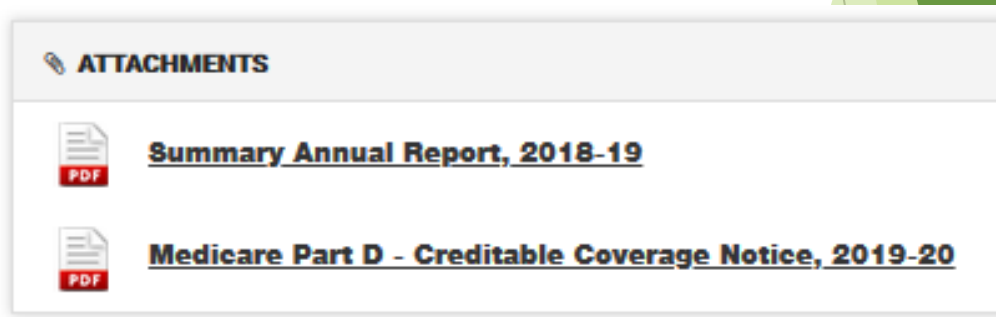 ATTACHMENTS
PDF
Summary Annual Report, 2018-19
PDF
Medicare Part D - Creditable Coverage Notice, 2019-20